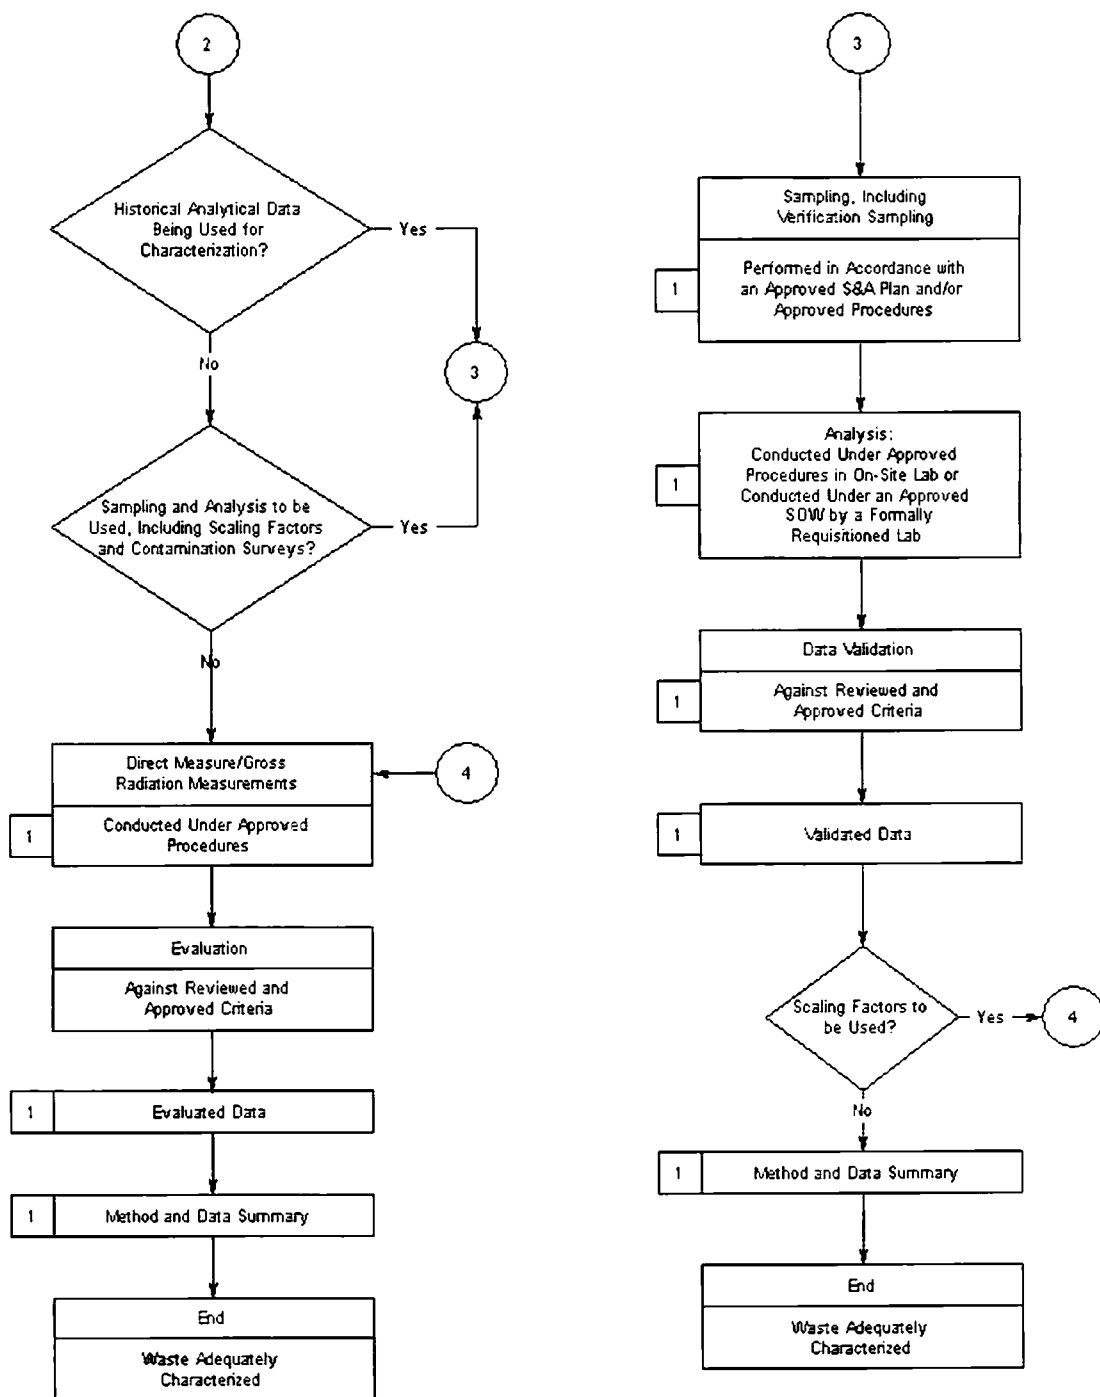 2
Historical Analytical Data
Being Used for
Characterization?
Yes
No
3
Sampling and Analysis to be
Used, Including Scaling Factors
and Contamination Surveys?
Yes
No
Direct Measure/Gross
Radiation Measurements
4
1
Conducted Under Approved
Procedures
Evaluation
Against Reviewed and
Approved Criteria
1
Evaluated Data
1
Method and Data Summary
End
Waste Adequately
Characterized
3
Sampling, Including
Verification Sampling
1
Performed in Accordance with
an Approved S&A Plan and/or
Approved Procedures
1
Analysis:
Conducted Under Approved
Procedures in On-Site Lab or
Conducted Under an Approved
SOW by a Formally
Requisitioned Lab
Data Validation
1
Against Reviewed and
Approved Criteria
1
Validated Data
Scaling Factors to
be Used?
Yes
4
No
1
Method and Data Summary
End
Waste Adequately
Characterized